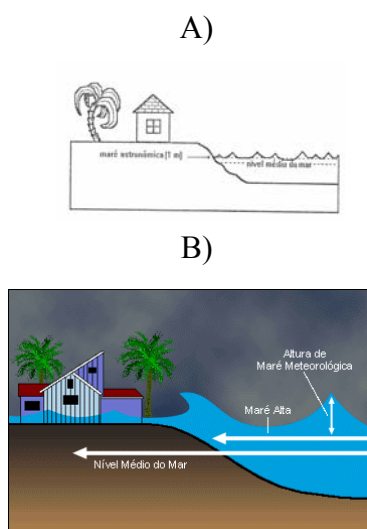 A)
maré astronômica (1 m)
nível médio do mar
B)
Altura de
Maré Meteorológica
Maré Alta
Nível Médio do Mar